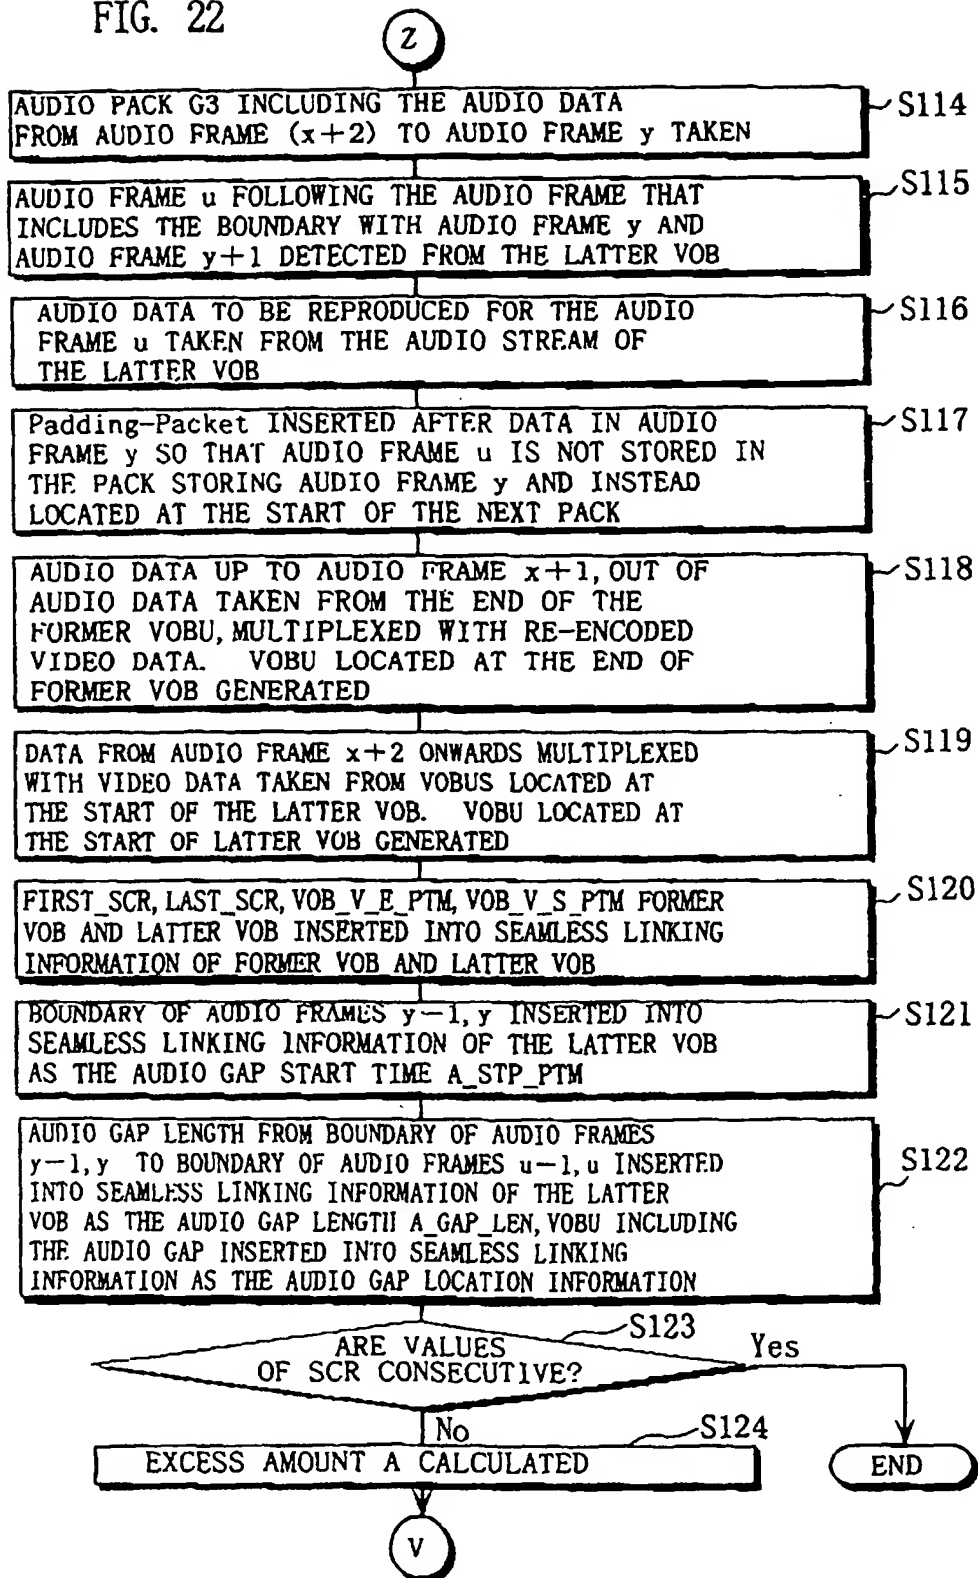 FIG. 22
Z
AUDIO PACK G3 INCLUDING THE AUDIO DATA
FROM AUDIO FRAME (x+2) TO AUDIO FRAME y TAKEN
S114
AUDIO FRAME u FOLLOWING THE AUDIO FRAME THAT
INCLUDES THE BOUNDARY WITH AUDIO FRAME y AND
AUDIO FRAME y+1 DETECTED FROM THE LATTER VOB
S115
AUDIO DATA TO BE REPRODUCED FOR THE AUDIO
FRAME u TAKEN FROM THE AUDIO STREAM OF
THE LATTER VOB
S116
Padding-Packet INSERTED AFTER DATA IN AUDIO
FRAME y SO THAT AUDIO FRAME u IS NOT STORED IN
THE PACK STORING AUDIO FRAME y AND INSTEAD
LOCATED AT THE START OF THE NEXT PACK
S117
AUDIO DATA UP TO AUDIO FRAME x+1, OUT OF
AUDIO DATA TAKEN FROM THE END OF THE
FORMER VOBU, MULTIPLEXED WITH RE-ENCODED
VIDEO DATA. VOBU LOCATED AT THE END OF
FORMER VOB GENERATED
S118
DATA FROM AUDIO FRAME x+2 ONWARDS MULTIPLEXED
WITH VIDEO DATA TAKEN FROM VOBUS LOCATED AT
THE START OF THE LATTER VOB. VOBU LOCATED AT
THE START OF LATTER VOB GENERATED
S119
FIRST_SCR, LAST_SCR, VOB_V_E_PTM, VOB_V_S_PTM FORMER
VOB AND LATTER VOB INSERTED INTO SEAMLESS LINKING
INFORMATION OF FORMER VOB AND LATTER VOB
S120
BOUNDARY OF AUDIO FRAMES y-1, y INSERTED INTO
SEAMLESS LINKING INFORMATION OF THE LATTER VOB
AS THE AUDIO GAP START TIME A_STP_PTM
S121
AUDIO GAP LENGTH FROM BOUNDARY OF AUDIO FRAMES
y-1, y TO BOUNDARY OF AUDIO FRAMES u-1, u INSERTED
INTO SEAMLESS LINKING INFORMATION OF THE LATTER
VOB AS THE AUDIO GAP LENGTH A_GAP_LEN, VOBU INCLUDING
THE AUDIO GAP INSERTED INTO SEAMLESS LINKING
INFORMATION AS THE AUDIO GAP LOCATION INFORMATION
S122
S123
ARE VALUES
OF SCR CONSECUTIVE?
Yes
No
S124
EXCESS AMOUNT A CALCULATED
END
V